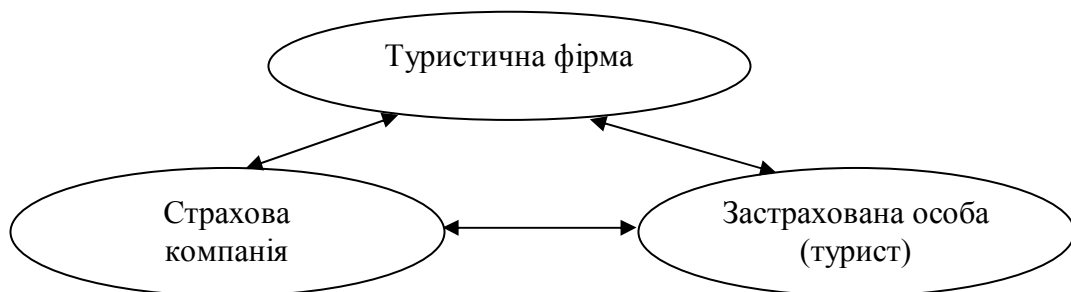 Туристична фірма
Страхова
компанія
Застрахована особа
(турист)